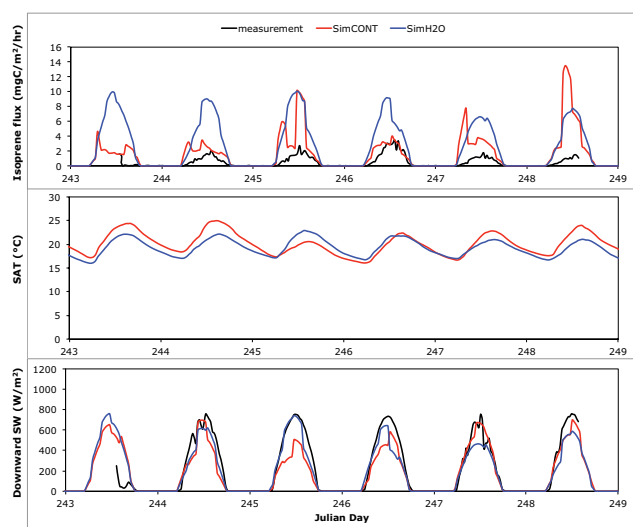 measurement SimCONT SimH2O
Isoprene flux (mgC/m²/hr)
16
14
12
10
8
6
4
2
0
243 244 245 246 247 248 249
SAT (°C)
30
25
20
15
10
5
0
243 244 245 246 247 248 249
Downward SW (W/m²)
1200
1000
800
600
400
200
0
243 244 245 246 247 248 249
Julian Day